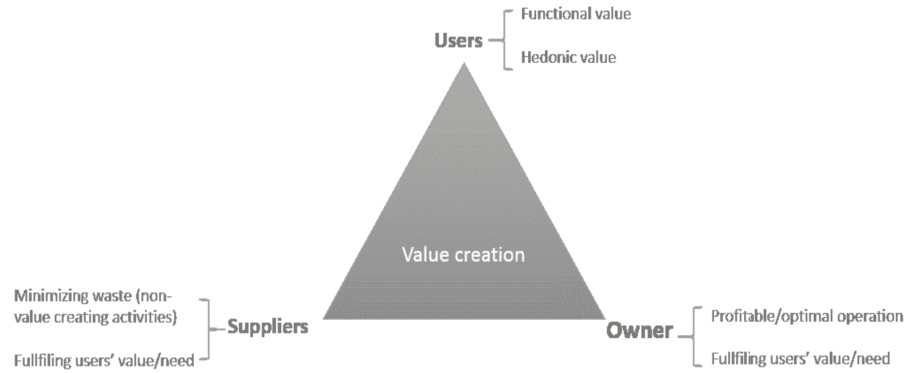 Functional value
Users
Hedonic value
Value creation
Minimizing waste (non-
value creating activities)
Suppliers
Fullfiling users' value/need
Profitable/optimal operation
Owner
Fullfiling users' value/need